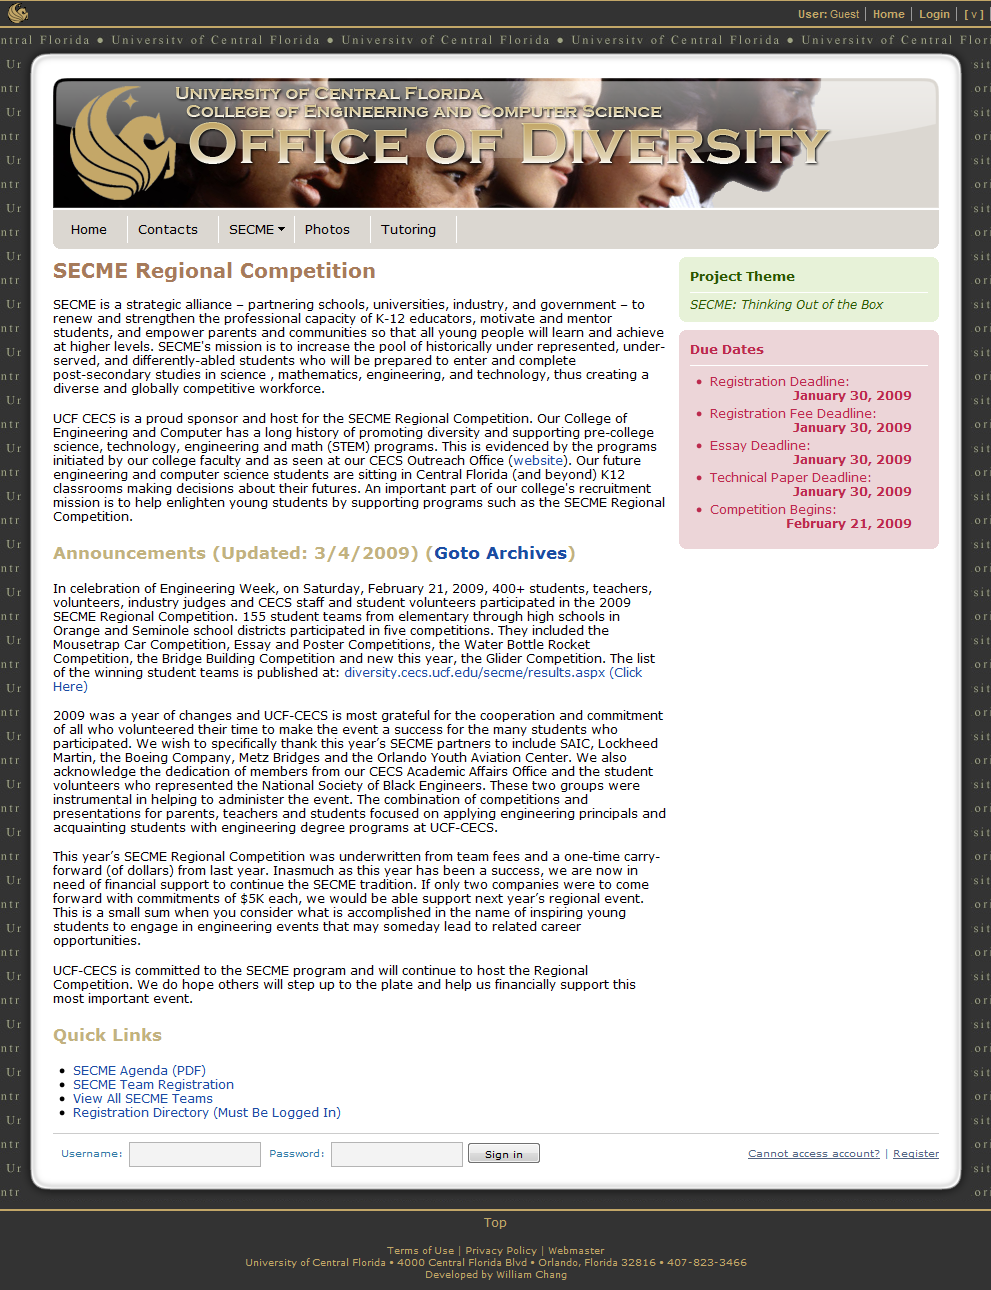 User: Guest | Home | Login | [ v ]
ntral Florida ● University of Central Florida ● University of Central Florida ● University of Central Florida ● University of Central Flori
University of Central Florida
College of Engineering and Computer Science
Office of Diversity
Home
Contacts
SECME
Photos
Tutoring
SECME Regional Competition
SECME is a strategic alliance – partnering schools, universities, industry, and government – to
renew and strengthen the professional capacity of K-12 educators, motivate and mentor
students, and empower parents and communities so that all young people will learn and achieve
at higher levels. SECME's mission is to increase the pool of historically under represented, under-
served, and differently-abled students who will be prepared to enter and complete
post-secondary studies in science , mathematics, engineering, and technology, thus creating a
diverse and globally competitive workforce.
UCF CECS is a proud sponsor and host for the SECME Regional Competition. Our College of
Engineering and Computer has a long history of promoting diversity and supporting pre-college
science, technology, engineering and math (STEM) programs. This is evidenced by the programs
initiated by our college faculty and as seen at our CECS Outreach Office (website). Our future
engineering and computer science students are sitting in Central Florida (and beyond) K12
classrooms making decisions about their futures. An important part of our college's recruitment
mission is to help enlighten young students by supporting programs such as the SECME Regional
Competition.
Announcements (Updated: 3/4/2009) (Goto Archives)
In celebration of Engineering Week, on Saturday, February 21, 2009, 400+ students, teachers,
volunteers, industry judges and CECS staff and student volunteers participated in the 2009
SECME Regional Competition. 155 student teams from elementary through high schools in
Orange and Seminole school districts participated in five competitions. They included the
Mousetrap Car Competition, Essay and Poster Competitions, the Water Bottle Rocket
Competition, the Bridge Building Competition and new this year, the Glider Competition. The list
of the winning student teams is published at: diversity.cecs.ucf.edu/secme/results.aspx (Click
Here)
2009 was a year of changes and UCF-CECS is most grateful for the cooperation and commitment
of all who volunteered their time to make the event a success for the many students who
participated. We wish to specifically thank this year's SECME partners to include SAIC, Lockheed
Martin, the Boeing Company, Metz Bridges and the Orlando Youth Aviation Center. We also
acknowledge the dedication of members from our CECS Academic Affairs Office and the student
volunteers who represented the National Society of Black Engineers. These two groups were
instrumental in helping to administer the event. The combination of competitions and
presentations for parents, teachers and students focused on applying engineering principals and
acquainting students with engineering degree programs at UCF-CECS.
This year's SECME Regional Competition was underwritten from team fees and a one-time carry-
forward (of dollars) from last year. Inasmuch as this year has been a success, we are now in
need of financial support to continue the SECME tradition. If only two companies were to come
forward with commitments of $5K each, we would be able support next year's regional event.
This is a small sum when you consider what is accomplished in the name of inspiring young
students to engage in engineering events that may someday lead to related career
opportunities.
UCF-CECS is committed to the SECME program and will continue to host the Regional
Competition. We do hope others will step up to the plate and help us financially support this
most important event.
Quick Links
SECME Agenda (PDF)
SECME Team Registration
View All SECME Teams
Registration Directory (Must Be Logged In)
Project Theme
SECME: Thinking Out of the Box
Due Dates
Registration Deadline:
January 30, 2009
Registration Fee Deadline:
January 30, 2009
Essay Deadline:
January 30, 2009
Technical Paper Deadline:
January 30, 2009
Competition Begins:
February 21, 2009
Username: Password: Sign in Cannot access account? | Register
Top
Terms of Use | Privacy Policy | Webmaster
University of Central Florida • 4000 Central Florida Blvd • Orlando, Florida 32816 • 407-823-3466
Developed by William Chang